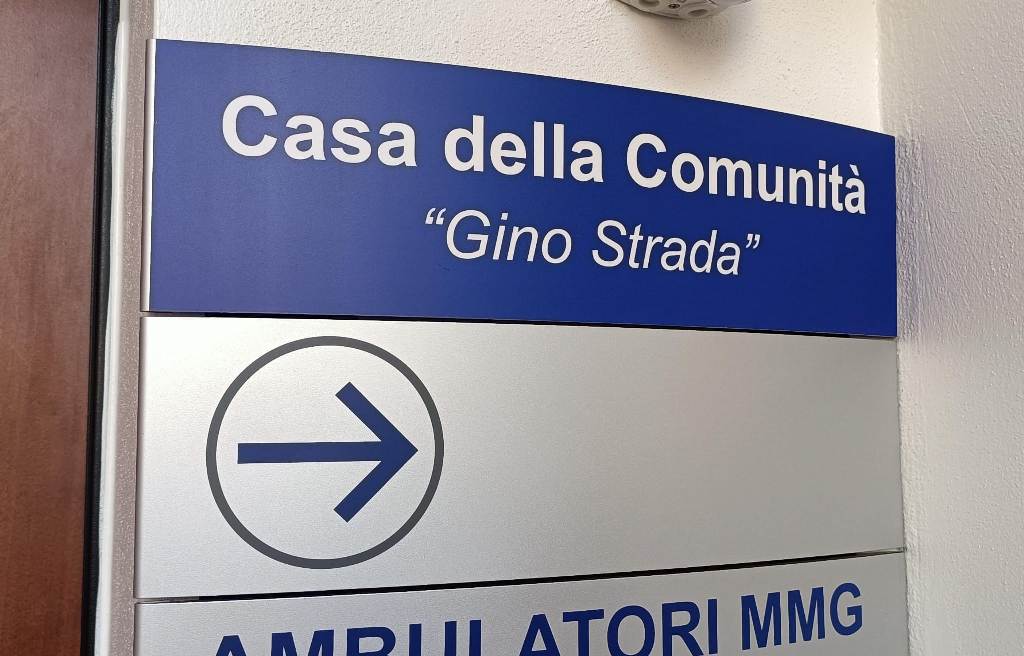 Casa della Comunità
“Gino Strada”
AMBULATORI MMG